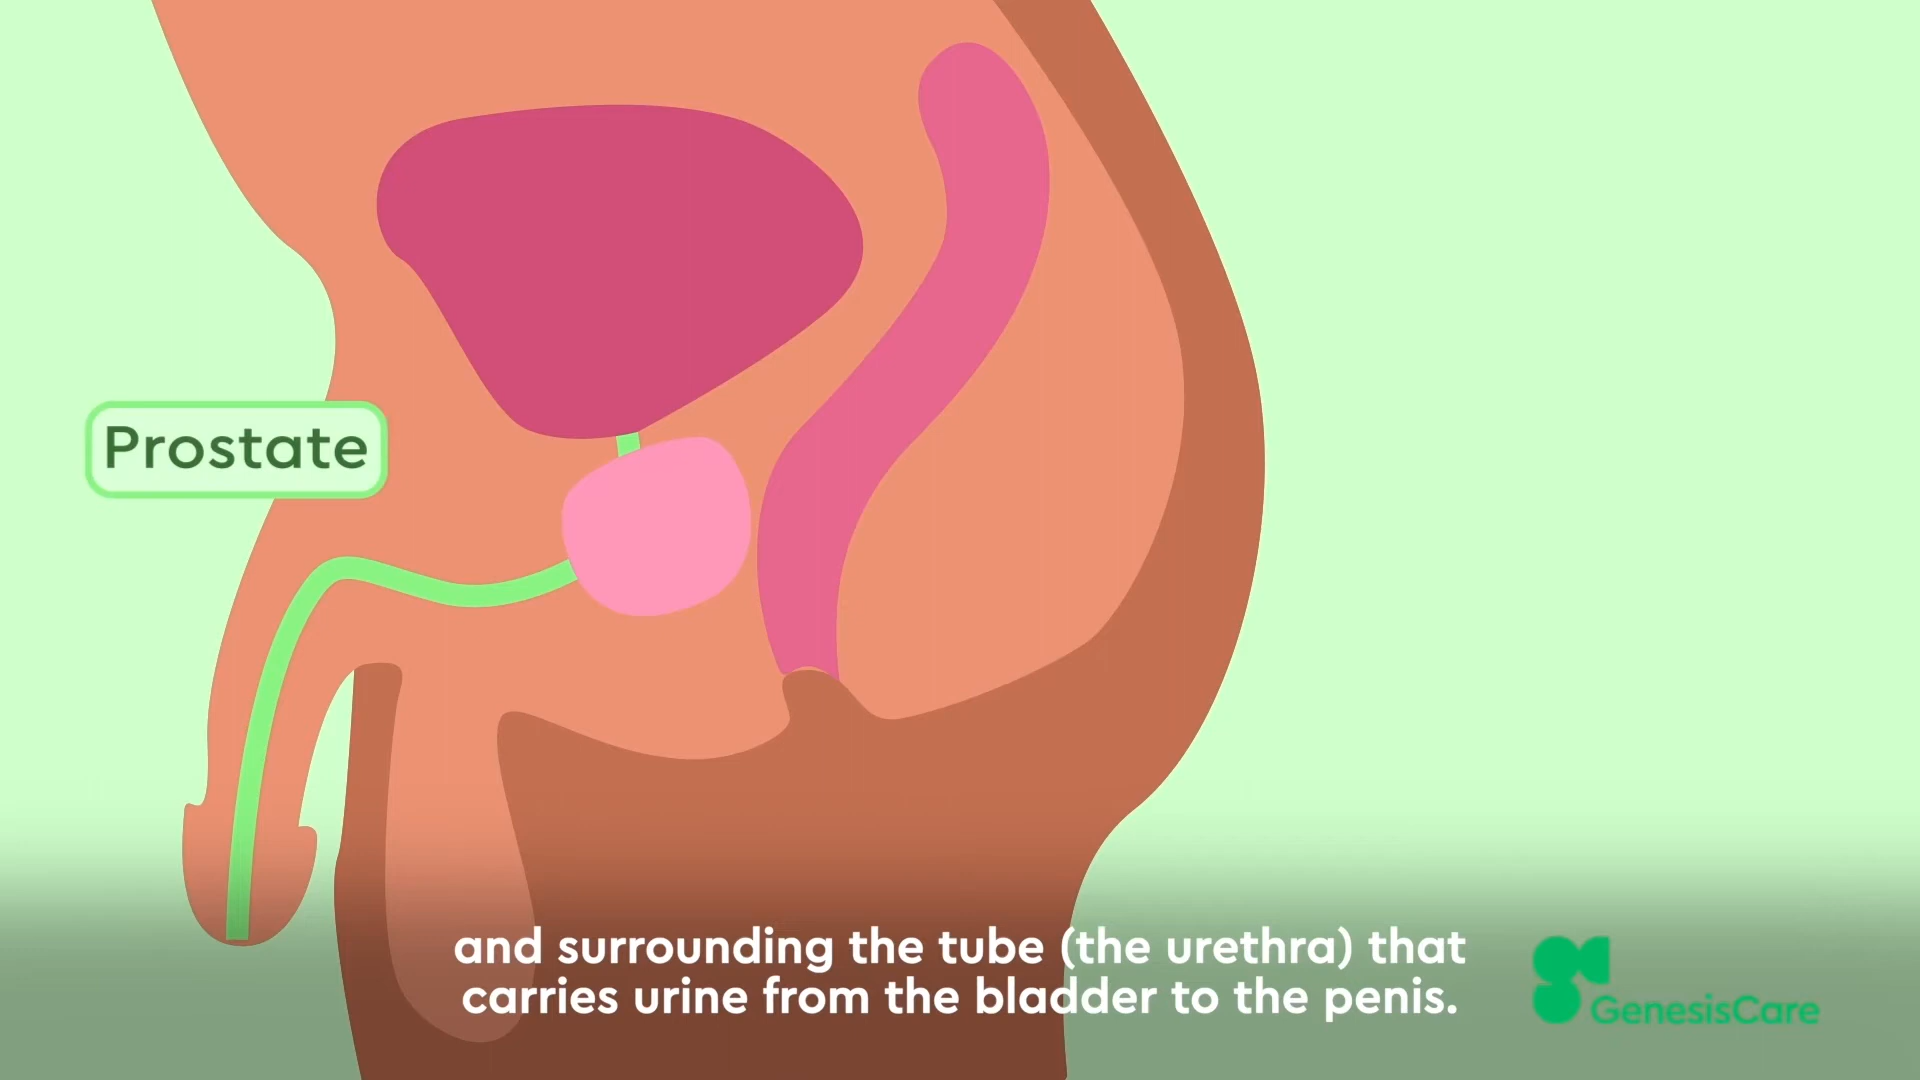 Prostate
and surrounding the tube (the urethra) that
carries urine from the bladder to the penis.
GenesisCare